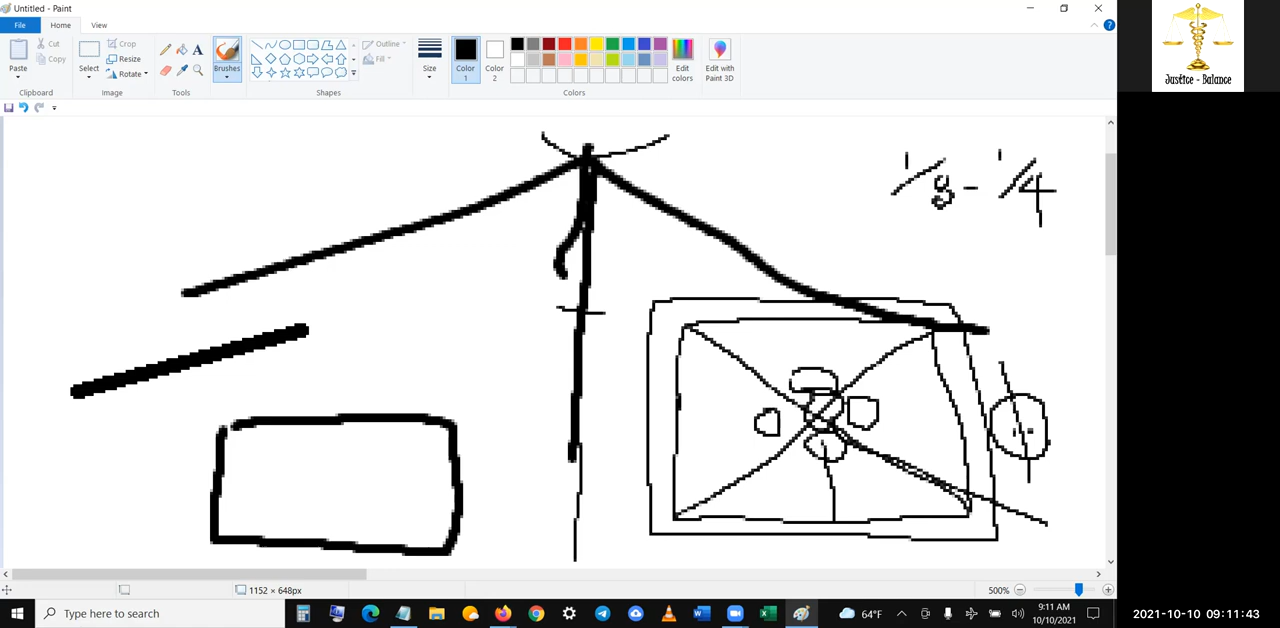 Untitled - Paint
File
Home
View
Paste
Cut
Copy
Clipboard
Select
Crop
Resize
Rotate
Image
Tools
Brushes
Outline
Fill
Shapes
Size
Color
1
Color
2
Edit
colors
Edit with
Paint 3D
Colors
Justice - Balance
1/8 - 1/4
1152 × 648px
500%
Type here to search
64°F
9:11 AM
10/10/2021
2021-10-10 09:11:43